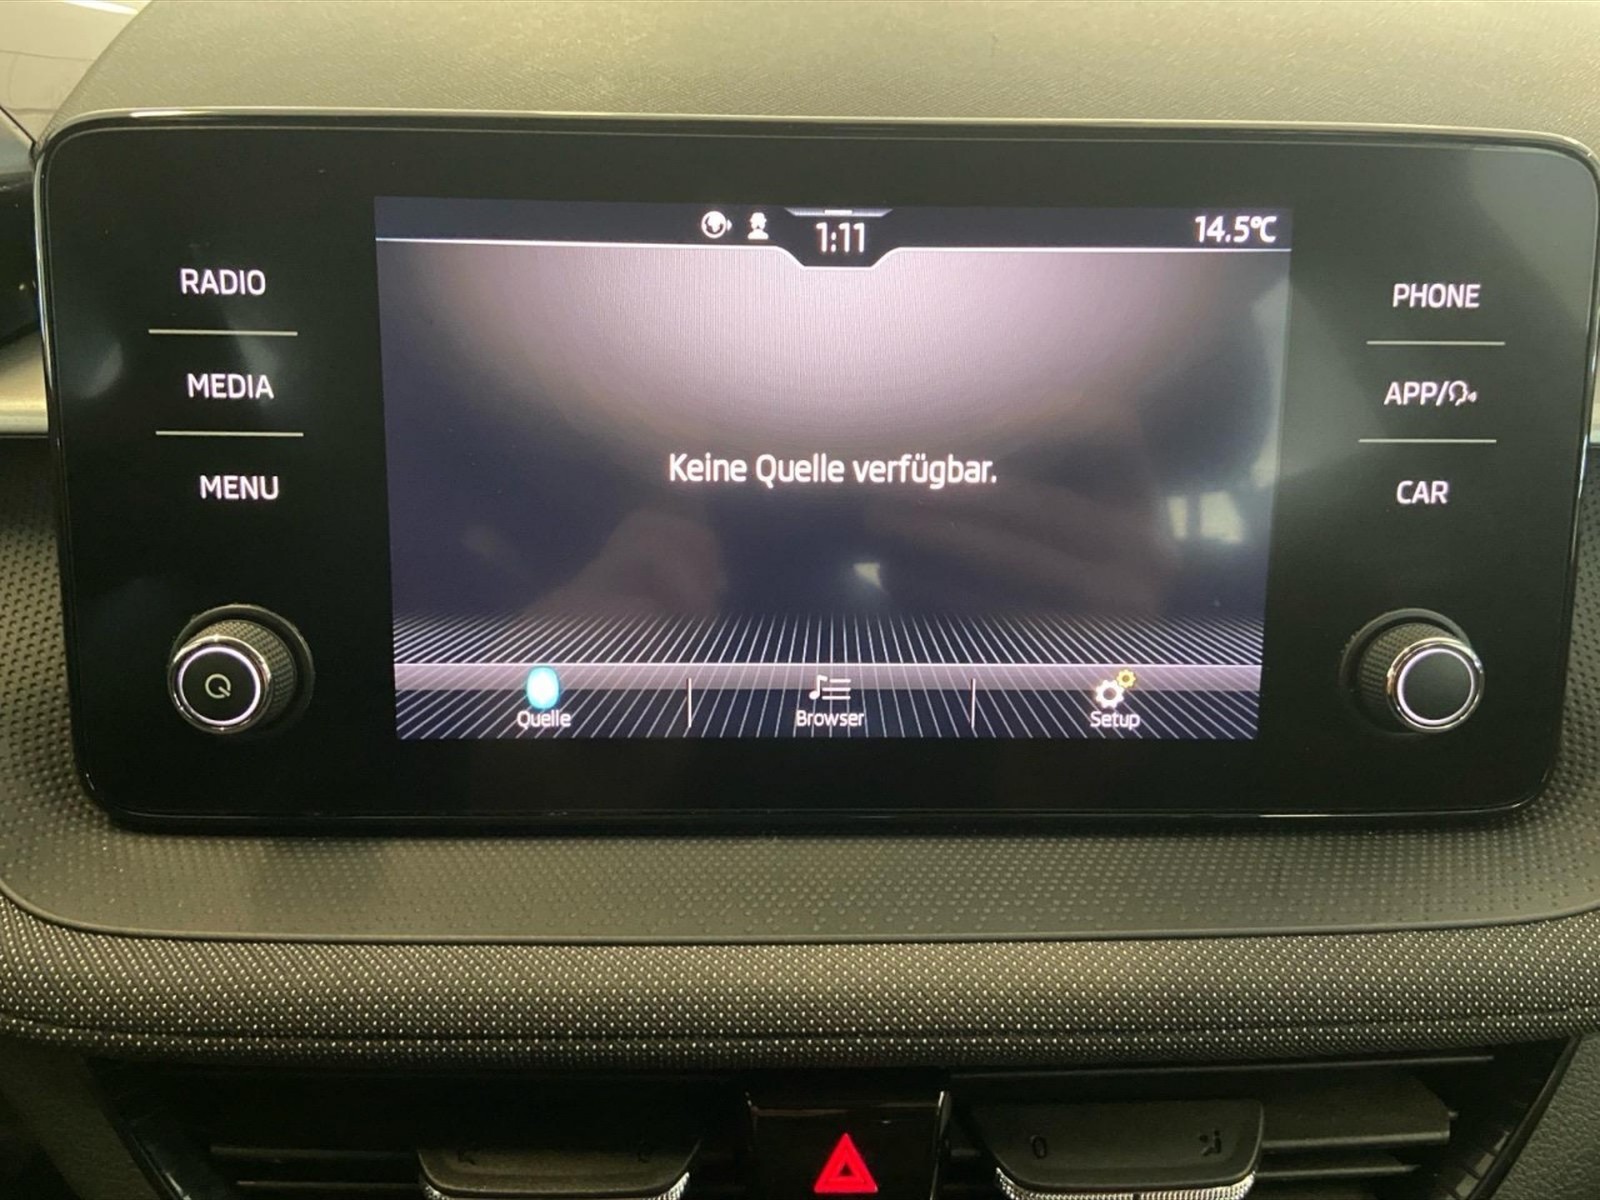 1:11
14.5°C
RADIO
MEDIA
MENU
PHONE
APP/
CAR
Keine Quelle verfügbar.
Quelle
Browser
Setup